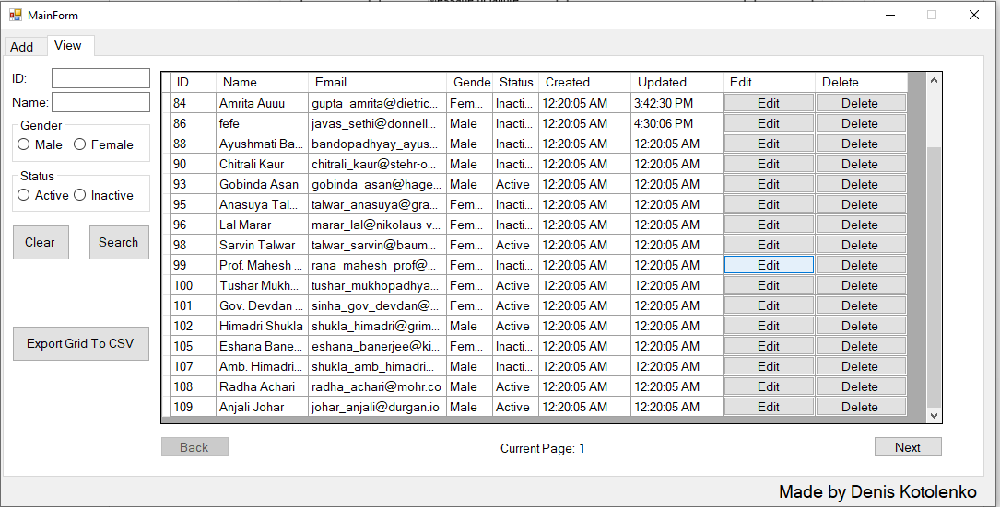 MainForm
Add View
ID:
Name:
Gender
Male Female
Status
Active Inactive
Clear Search
Export Grid To CSV
ID Name Email Gende Status Created Updated Edit Delete
84 Amrita Auuu gupta_amrita@dietric... Fem... Inacti... 12:20:05 AM 3:42:30 PM Edit Delete
86 fefe javas_sethi@donnell... Male Inacti... 12:20:05 AM 4:30:06 PM Edit Delete
88 Ayushmati Ba... bandopadhyay_ayus... Male Inacti... 12:20:05 AM 12:20:05 AM Edit Delete
90 Chitrali Kaur chitrali_kaur@stehr-o... Male Inacti... 12:20:05 AM 12:20:05 AM Edit Delete
93 Gobinda Asan gobinda_asan@hage... Male Active 12:20:05 AM 12:20:05 AM Edit Delete
95 Anasuya Tal... talwar_anasuya@gra... Fem... Inacti... 12:20:05 AM 12:20:05 AM Edit Delete
96 Lal Marar marar_lal@nikolaus-v... Male Inacti... 12:20:05 AM 12:20:05 AM Edit Delete
98 Sarvin Talwar talwar_sarvin@baum... Fem... Active 12:20:05 AM 12:20:05 AM Edit Delete
99 Prof. Mahesh ... rana_mahesh_prof@... Fem... Inacti... 12:20:05 AM 12:20:05 AM Edit Delete
100 Tushar Mukh... tushar_mukhopadhya... Fem... Active 12:20:05 AM 12:20:05 AM Edit Delete
101 Gov. Devdan ... sinha_gov_devdan@... Fem... Active 12:20:05 AM 12:20:05 AM Edit Delete
102 Himadri Shukla shukla_himadri@grim... Male Active 12:20:05 AM 12:20:05 AM Edit Delete
105 Eshana Bane... eshana_banerjee@ki... Fem... Inacti... 12:20:05 AM 12:20:05 AM Edit Delete
107 Amb. Himadri... shukla_amb_himadri... Male Inacti... 12:20:05 AM 12:20:05 AM Edit Delete
108 Radha Achari radha_achari@mohr.co Male Active 12:20:05 AM 12:20:05 AM Edit Delete
109 Anjali Johar johar_anjali@durgan.io Male Active 12:20:05 AM 12:20:05 AM Edit Delete
Back Current Page: 1 Next
Made by Denis Kotolenko